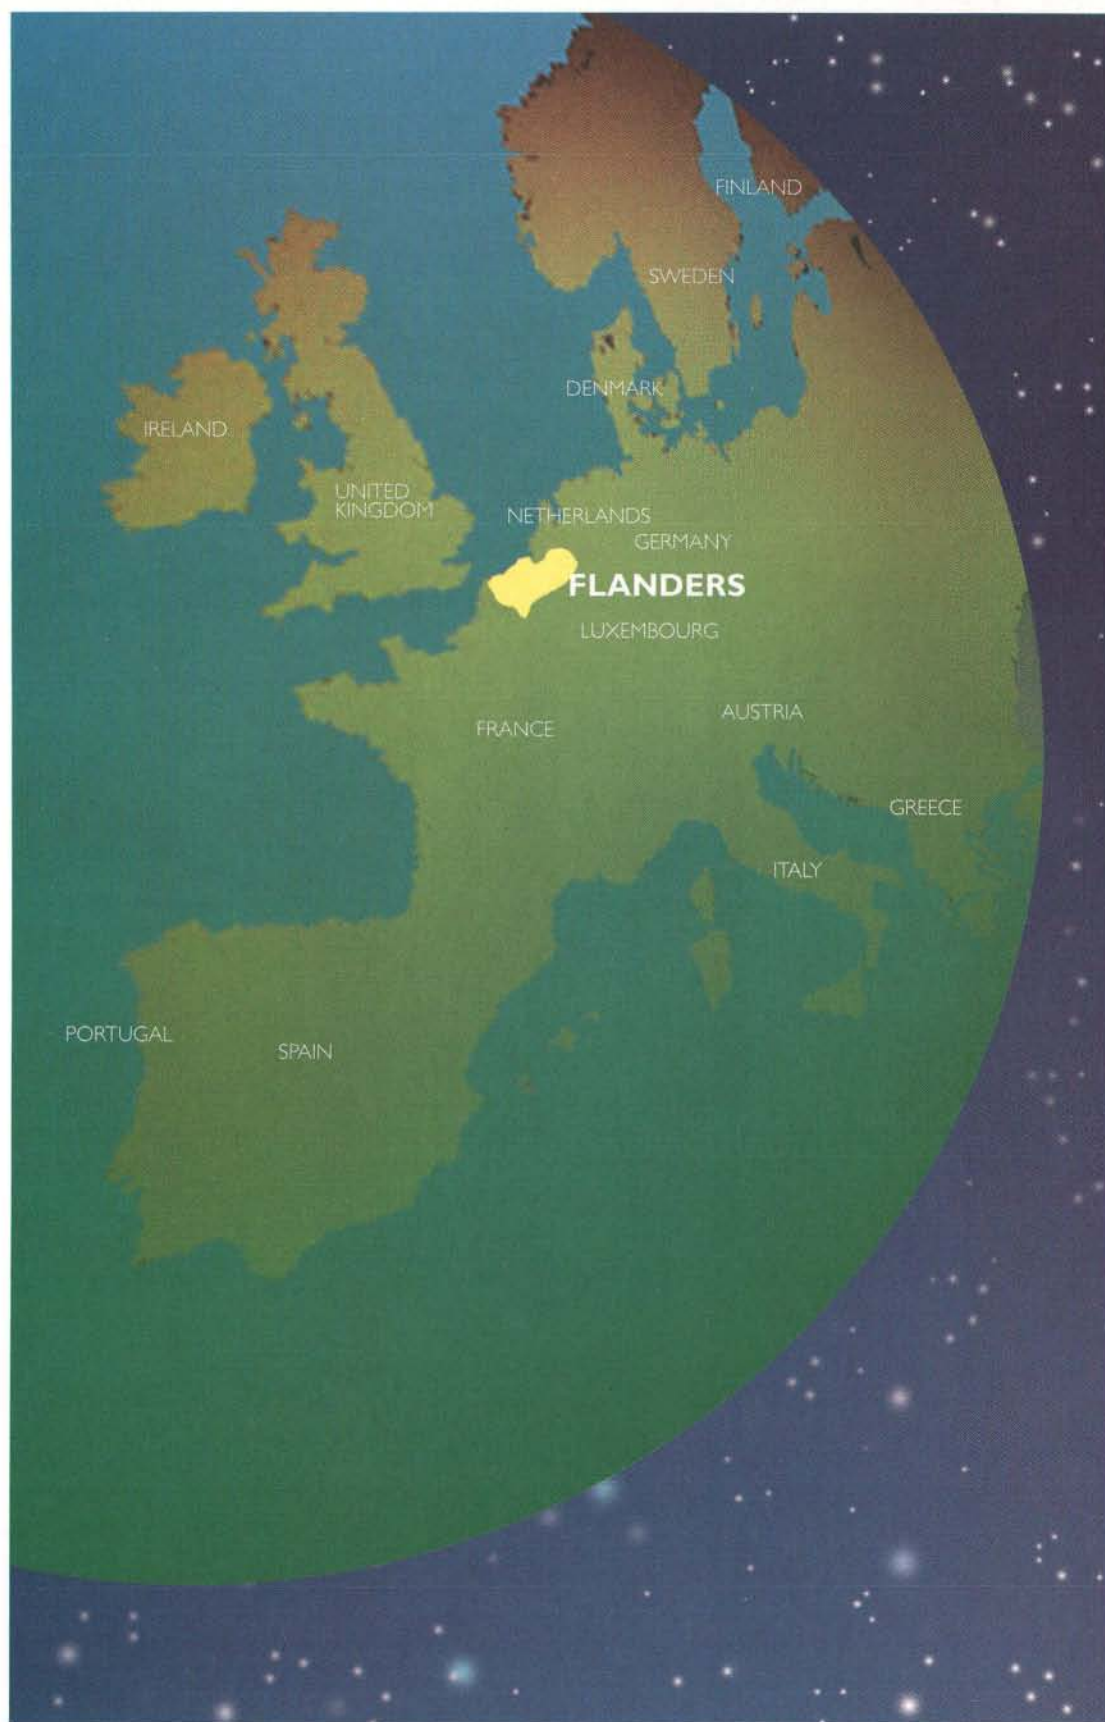 FINLAND
SWEDEN
DENMARK
IRELAND
UNITED
KINGDOM
NETHERLANDS
GERMANY
FLANDERS
LUXEMBOURG
AUSTRIA
FRANCE
GREECE
ITALY
PORTUGAL
SPAIN